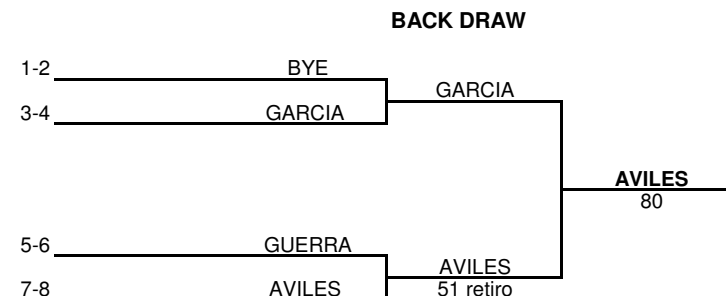 BACK DRAW
1-2 BYE
GARCIA
3-4 GARCIA
AVILES
80
5-6 GUERRA
AVILES
7-8 AVILES 51 retiro